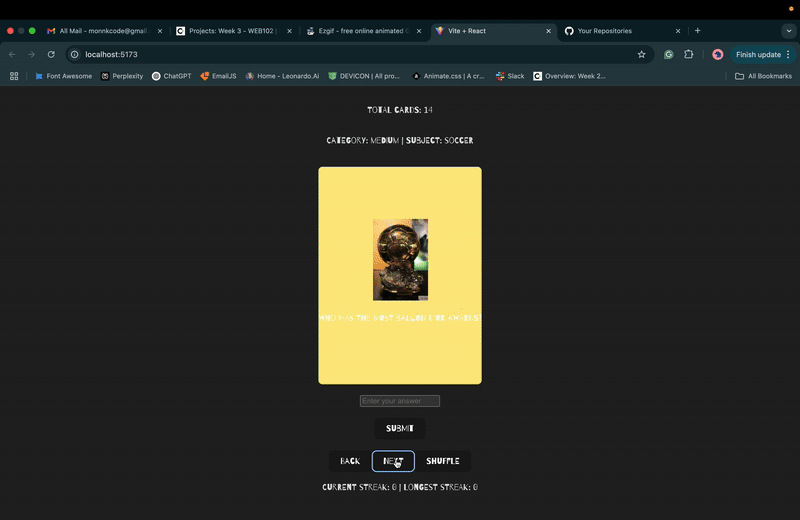 All Mail - monnkcode@gmail
Projects: Week 3 - WEB102 |
Ezgif - free online animated G
Vite + React
Your Repositories
localhost:5173
Finish update
Font Awesome
Perplexity
ChatGPT
EmailJS
Home - Leonardo.Ai
DEVICON | All pro...
Animate.css | A cr...
Slack
Overview: Week 2...
All Bookmarks
TOTAL CARDS: 14
CATEGORY: MEDIUM | SUBJECT: SOCCER
WHO HAS THE MOST BALLON D'OR AWARDS?
Enter your answer
SUBMIT
BACK
NEXT
SHUFFLE
CURRENT STREAK: 0 | LONGEST STREAK: 0